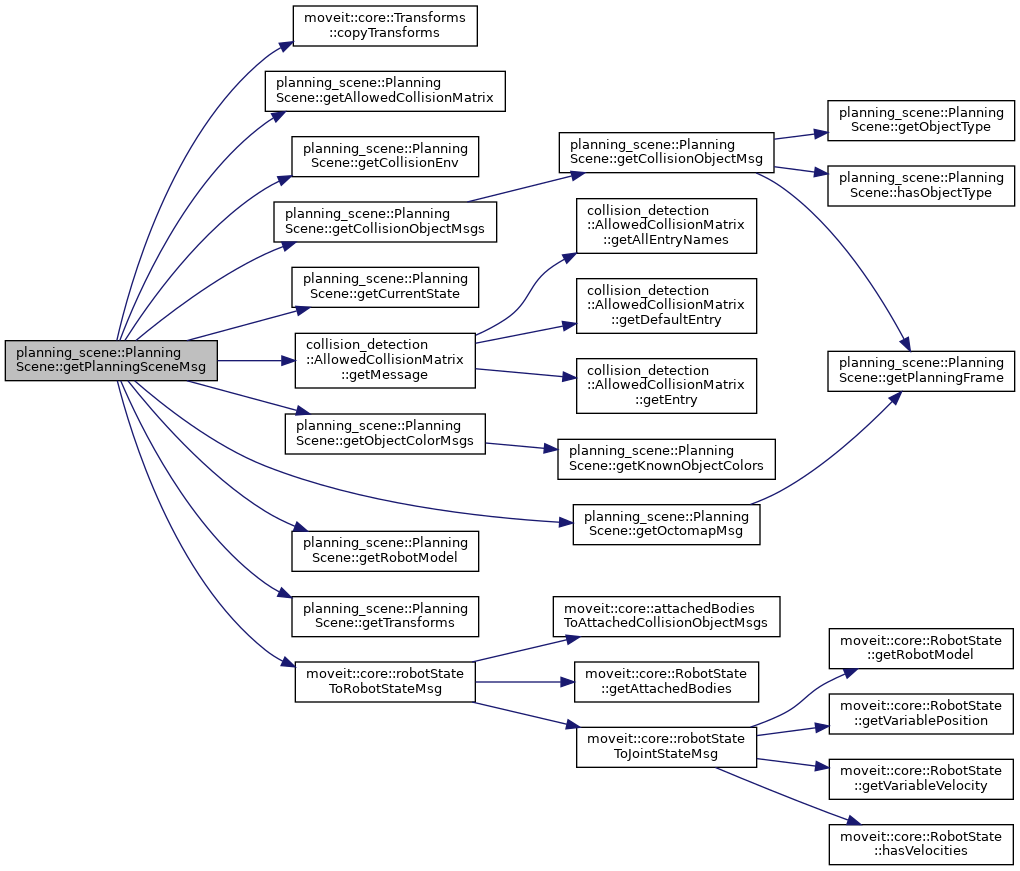 planning_scene::Planning
Scene::getPlanningSceneMsg
moveit::core::Transforms
::copyTransforms
planning_scene::Planning
Scene::getAllowedCollisionMatrix
planning_scene::Planning
Scene::getCollisionEnv
planning_scene::Planning
Scene::getCollisionObjectMsgs
planning_scene::Planning
Scene::getCurrentState
collision_detection
::AllowedCollisionMatrix
::getMessage
planning_scene::Planning
Scene::getObjectColorMsgs
planning_scene::Planning
Scene::getRobotModel
planning_scene::Planning
Scene::getTransforms
moveit::core::robotState
ToRobotStateMsg
planning_scene::Planning
Scene::getCollisionObjectMsg
collision_detection
::AllowedCollisionMatrix
::getAllEntryNames
collision_detection
::AllowedCollisionMatrix
::getDefaultEntry
collision_detection
::AllowedCollisionMatrix
::getEntry
planning_scene::Planning
Scene::getKnownObjectColors
planning_scene::Planning
Scene::getOctomapMsg
moveit::core::attachedBodies
ToAttachedCollisionObjectMsgs
moveit::core::RobotState
::getAttachedBodies
moveit::core::robotState
ToJointStateMsg
planning_scene::Planning
Scene::getObjectType
planning_scene::Planning
Scene::hasObjectType
planning_scene::Planning
Scene::getPlanningFrame
moveit::core::RobotState
::getRobotModel
moveit::core::RobotState
::getVariablePosition
moveit::core::RobotState
::getVariableVelocity
moveit::core::RobotState
::hasVelocities